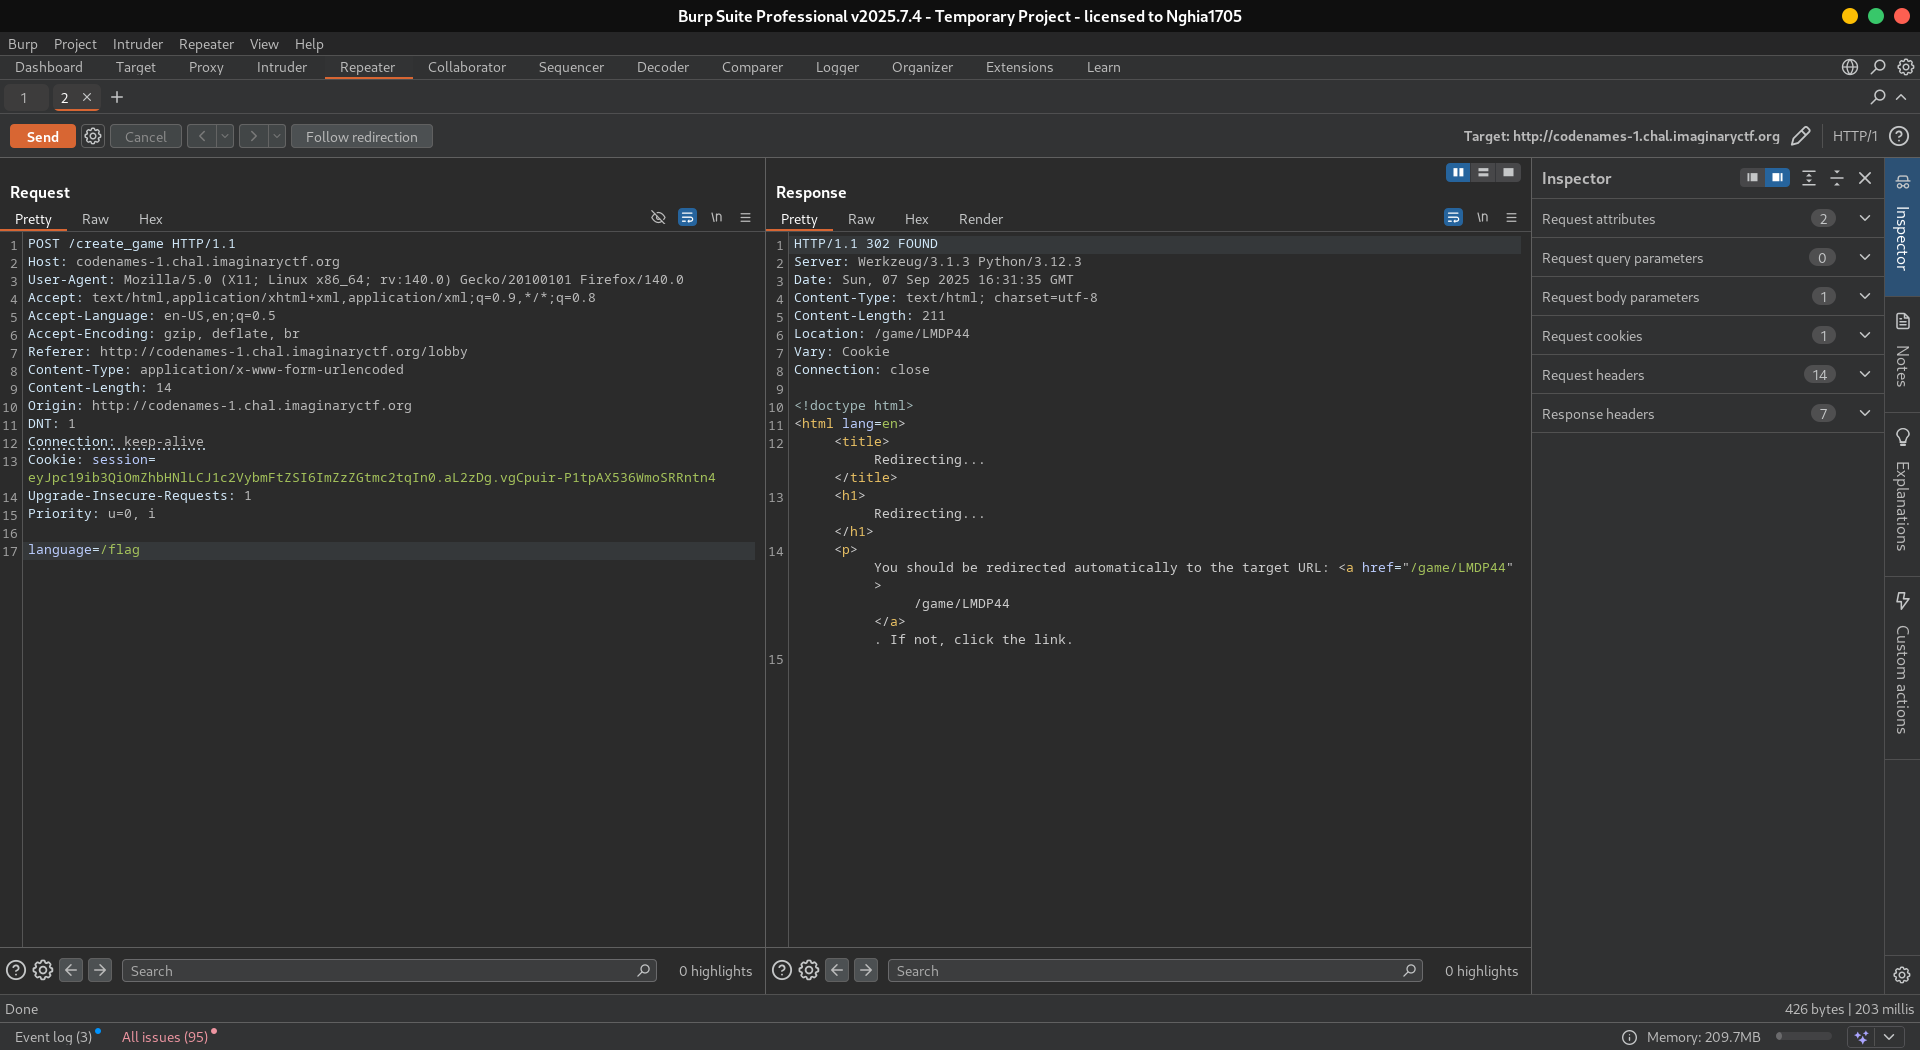 Burp Suite Professional v2025.7.4 - Temporary Project - licensed to Nghia1705
Burp Project Intruder Repeater View Help
Dashboard Target Proxy Intruder Repeater Collaborator Sequencer Decoder Comparer Logger Organizer Extensions Learn
1 2 × +
Send Cancel < > Follow redirection Target: http://codenames-1.chal.imaginaryctf.org HTTP/1 ?
Request
Pretty Raw Hex \n
1 POST /create_game HTTP/1.1
2 Host: codenames-1.chal.imaginaryctf.org
3 User-Agent: Mozilla/5.0 (X11; Linux x86_64; rv:140.0) Gecko/20100101 Firefox/140.0
4 Accept: text/html,application/xhtml+xml,application/xml;q=0.9,*/*;q=0.8
5 Accept-Language: en-US,en;q=0.5
6 Accept-Encoding: gzip, deflate, br
7 Referer: http://codenames-1.chal.imaginaryctf.org/lobby
8 Content-Type: application/x-www-form-urlencoded
9 Content-Length: 14
10 Origin: http://codenames-1.chal.imaginaryctf.org
11 DNT: 1
12 Connection: keep-alive
13 Cookie: session=
eyJpc19ib3QiOmZhbHNlLCJ1c2VybmFtZSI6ImZzZGtmc2tqIn0.aL2zDg.vgCpuir-P1tpAX536WmoSRRntn4
14 Upgrade-Insecure-Requests: 1
15 Priority: u=0, i
16
17 language=/flag
Search 0 highlights
Response
Pretty Raw Hex Render \n
1 HTTP/1.1 302 FOUND
2 Server: Werkzeug/3.1.3 Python/3.12.3
3 Date: Sun, 07 Sep 2025 16:31:35 GMT
4 Content-Type: text/html; charset=utf-8
5 Content-Length: 211
6 Location: /game/LMDP44
7 Vary: Cookie
8 Connection: close
9
10 <!doctype html>
11 <html lang=en>
12 <title>
Redirecting...
</title>
13 <h1>
Redirecting...
</h1>
14 <p>
You should be redirected automatically to the target URL: <a href="/game/LMDP44"
>
/game/LMDP44
</a>
. If not, click the link.
15
Search 0 highlights
Inspector
Request attributes 2
Request query parameters 0
Request body parameters 1
Request cookies 1
Request headers 14
Response headers 7
Inspector
Notes
Explanations
Custom actions
Done 426 bytes | 203 millis
Event log (3) All issues (95) Memory: 209.7MB